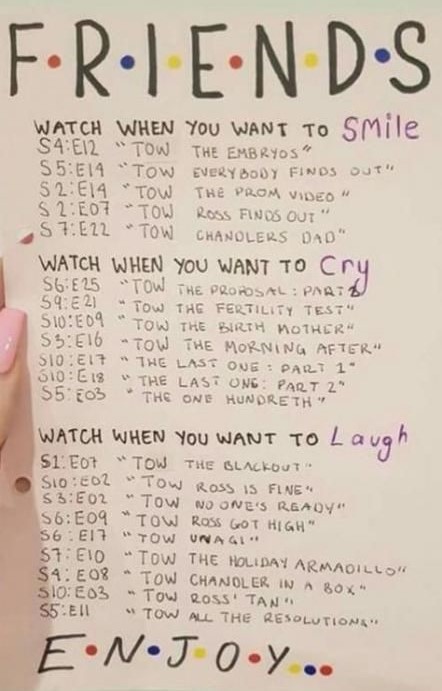 F•R•I•E•N•D•S
WATCH WHEN YOU WANT TO SMile
S4:E12 "TOW THE EMBRYOS"
S5:E14 "TOW EVERYBODY FINDS OUT"
S2:E14 "TOW THE PROM VIDEO"
S2:E07 "TOW ROSS FINDS OUT"
S7:E22 "TOW CHANDLERS DAD"
WATCH WHEN YOU WANT TO Cry
S6:E25 "TOW THE PROPOSAL: PART
S9:E21 "TOW THE FERTILITY TEST"
S10:E09 "TOW THE BIRTH MOTHER"
S3:E16 "TOW THE MORNING AFTER"
S10:E17 "THE LAST ONE: PART 1"
S10:E18 "THE LAST ONE: PART 2"
S5:E03 "THE ONE HUNDRETH"
WATCH WHEN YOU WANT TO Laugh
S1:E07 "TOW THE BLACKOUT"
S10:E02 "TOW ROSS IS FINE"
S3:E02 "TOW NO ONE'S READY"
S6:E09 "TOW ROSS GOT HIGH"
S6:E17 "TOW UNAGI"
S7:E10 "TOW THE HOLIDAY ARMADILLO"
S4:E08 "TOW CHANDLER IN A BOX"
S10:E03 "TOW ROSS' TAN"
S5:E11 "TOW ALL THE RESOLUTIONS"
E•N•J•O•Y...